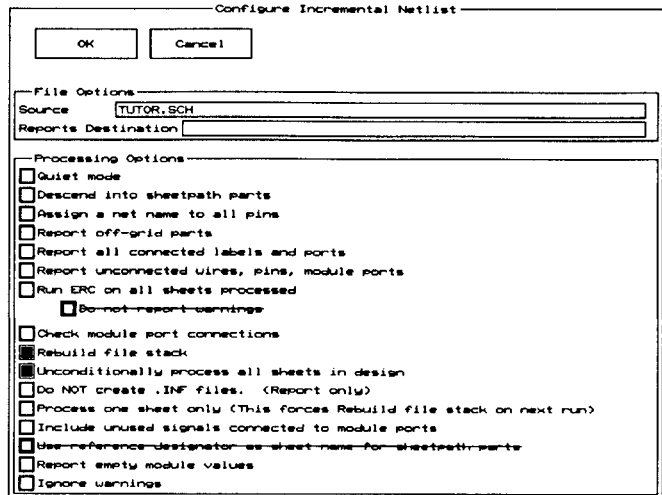 Configure Incremental Netlist
OK Cancel
File Options
Source TUTOR.SCH
Reports Destination
Processing Options
Quiet mode
Descend into sheetpath parts
Assign a net name to all pins
Report off-grid parts
Report all connected labels and ports
Report unconnected wires, pins, module ports
Run ERC on all sheets processed
Do not report warnings
Check module port connections
Rebuild file stack
Unconditionally process all sheets in design
Do NOT create .INF files. (Report only)
Process one sheet only (This forces Rebuild file stack on next run)
Include unused signals connected to module ports
Use reference designator as sheet name for sheetpath parts
Report empty module values
Ignore warnings